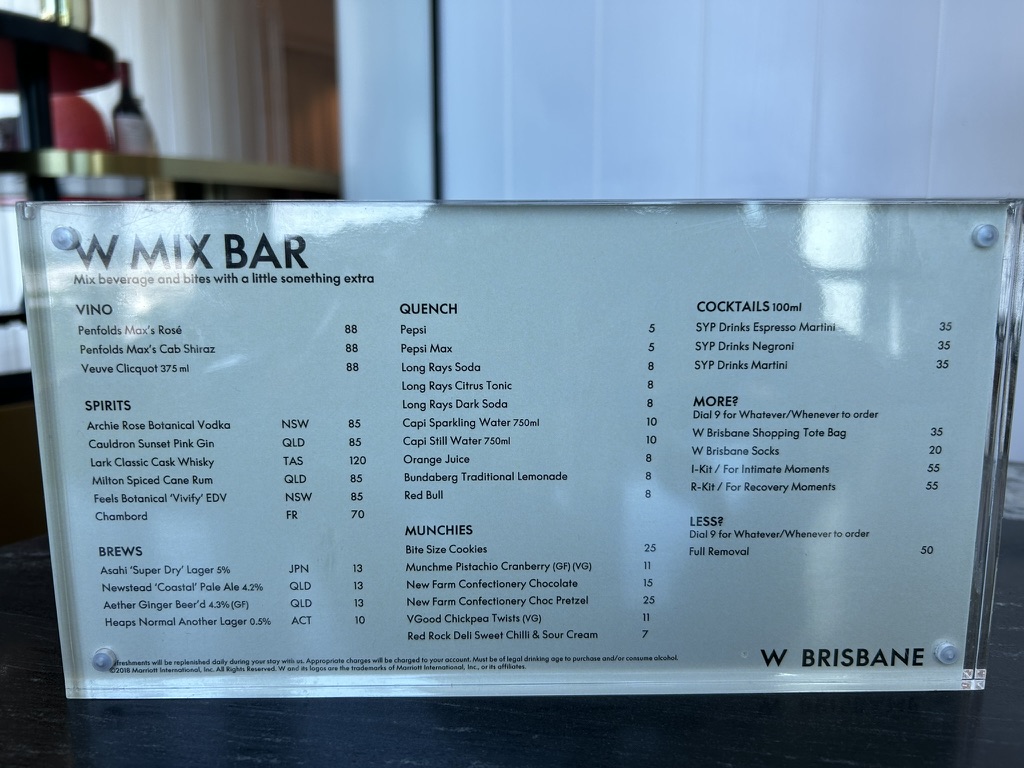 W MIX BAR
Mix beverage and bites with a little something extra
VINO
Penfolds Max's Rosé 88
Penfolds Max's Cab Shiraz 88
Veuve Clicquot 375 ml 88
SPIRITS
Archie Rose Botanical Vodka NSW 85
Cauldron Sunset Pink Gin QLD 85
Lark Classic Cask Whisky TAS 120
Milton Spiced Cane Rum QLD 85
Feels Botanical 'Vivify' EDV NSW 85
Chambord FR 70
BREWS
Asahi 'Super Dry' Lager 5% JPN 13
Newstead 'Coastal' Pale Ale 4.2% QLD 13
Aether Ginger Beer'd 4.3% (GF) QLD 13
Heaps Normal Another Lager 0.5% ACT 10
QUENCH
Pepsi 5
Pepsi Max 5
Long Rays Soda 8
Long Rays Citrus Tonic 8
Long Rays Dark Soda 8
Capi Sparkling Water 750ml 10
Capi Still Water 750ml 10
Orange Juice 8
Bundaberg Traditional Lemonade 8
Red Bull 8
MUNCHIES
Bite Size Cookies 25
Munchme Pistachio Cranberry (GF) (VG) 11
New Farm Confectionery Chocolate 15
New Farm Confectionery Choc Pretzel 25
VGood Chickpea Twists (VG) 11
Red Rock Deli Sweet Chilli & Sour Cream 7
COCKTAILS 100ml
SYP Drinks Espresso Martini 35
SYP Drinks Negroni 35
SYP Drinks Martini 35
MORE?
Dial 9 for Whatever/Whenever to order
W Brisbane Shopping Tote Bag 35
W Brisbane Socks 20
I-Kit / For Intimate Moments 55
R-Kit / For Recovery Moments 55
LESS?
Dial 9 for Whatever/Whenever to order
Full Removal 50
efreshments will be replenished daily during your stay with us. Appropriate charges will be charged to your account. Must be of legal drinking age to purchase and/or consume alcohol.
©2018 Marriott International, Inc. All Rights Reserved. W and its logos are the trademarks of Marriott International, Inc., or its affiliates.
W BRISBANE